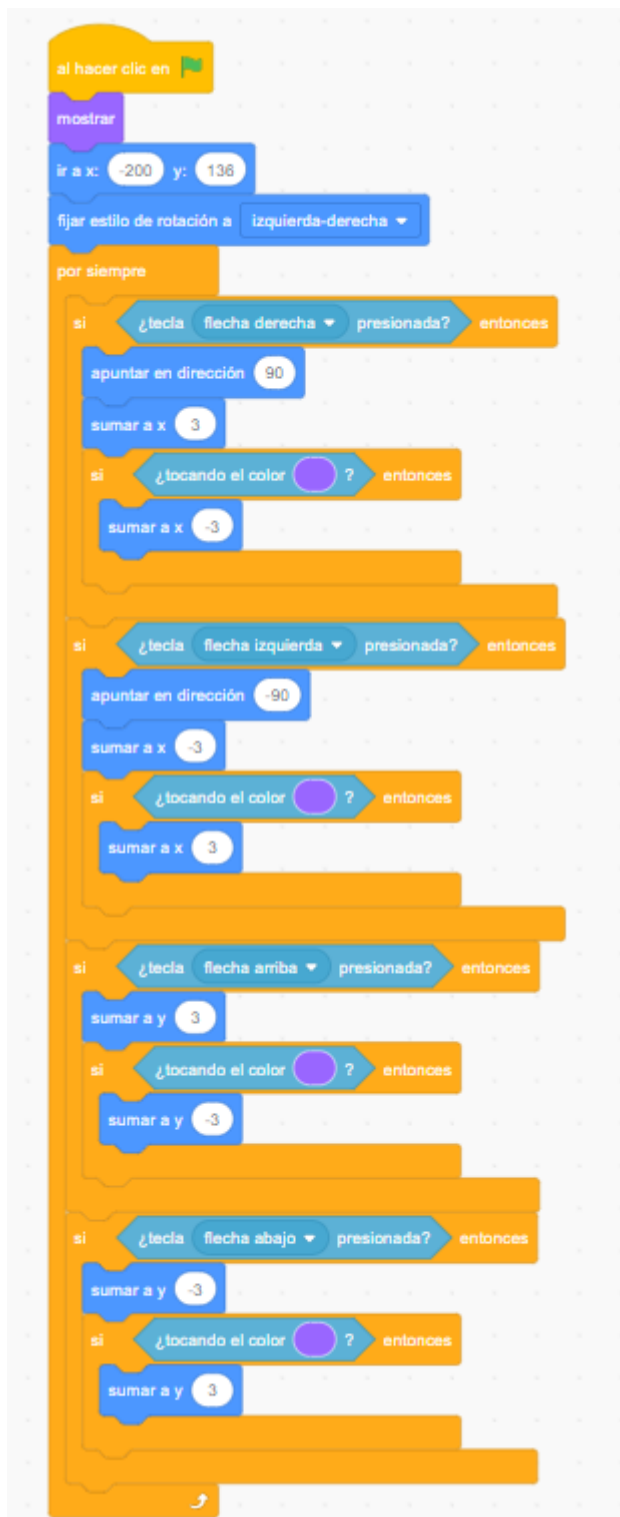 al hacer clic en
mostrar
ir a x: -200 y: 136
fijar estilo de rotación a izquierda-derecha
por siempre
si ¿tecla flecha derecha presionada? entonces
apuntar en dirección 90
sumar a x 3
si ¿tocando el color ? entonces
sumar a x -3
si ¿tecla flecha izquierda presionada? entonces
apuntar en dirección -90
sumar a x -3
si ¿tocando el color ? entonces
sumar a x 3
si ¿tecla flecha arriba presionada? entonces
sumar a y 3
si ¿tocando el color ? entonces
sumar a y -3
si ¿tecla flecha abajo presionada? entonces
sumar a y -3
si ¿tocando el color ? entonces
sumar a y 3